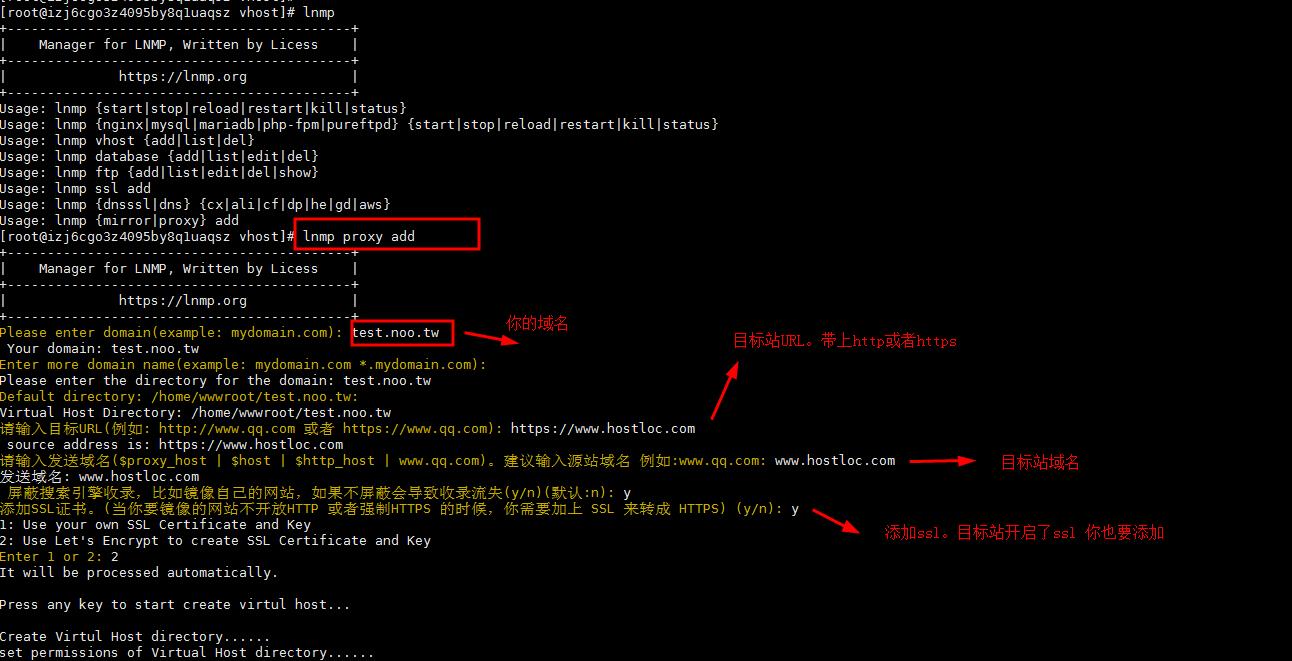 [root@izj6cgo3z4095by8q1uaqsz vhost]# lnmp
+-------------------------------------------+
|    Manager for LNMP, Written by Licess    |
+-------------------------------------------+
|              https://lnmp.org             |
+-------------------------------------------+
Usage: lnmp {start|stop|reload|restart|kill|status}
Usage: lnmp {nginx|mysql|mariadb|php-fpm|pureftpd} {start|stop|reload|restart|kill|status}
Usage: lnmp vhost {add|list|del}
Usage: lnmp database {add|list|edit|del}
Usage: lnmp ftp {add|list|edit|del|show}
Usage: lnmp ssl add
Usage: lnmp {dnsssl|dns} {cx|ali|cf|dp|he|gd|aws}
Usage: lnmp {mirror|proxy} add
[root@izj6cgo3z4095by8q1uaqsz vhost]# lnmp proxy add
+-------------------------------------------+
|    Manager for LNMP, Written by Licess    |
+-------------------------------------------+
|              https://lnmp.org             |
+-------------------------------------------+
你的域名
Please enter domain(example: mydomain.com): test.noo.tw
目标站URL。带上http或者https
 Your domain: test.noo.tw
Enter more domain name(example: mydomain.com *.mydomain.com):
Please enter the directory for the domain: test.noo.tw
Default directory: /home/wwwroot/test.noo.tw:
Virtual Host Directory: /home/wwwroot/test.noo.tw
请输入目标URL(例如: http://www.qq.com 或者 https://www.qq.com): https://www.hostloc.com
 source address is: https://www.hostloc.com
请输入发送域名($proxy_host | $host | $http_host | www.qq.com)。建议输入源站域名 例如:www.qq.com: www.hostloc.com
目标站域名
发送域名: www.hostloc.com
 屏蔽搜索引擎收录，比如镜像自己的网站，如果不屏蔽会导致收录流失(y/n)(默认:n): y
添加SSL证书。(当你要镜像的网站不开放HTTP 或者强制HTTPS 的时候，你需要加上 SSL 来转成 HTTPS) (y/n): y
1: Use your own SSL Certificate and Key
添加ssl。目标站开启了ssl 你也要添加
2: Use Let's Encrypt to create SSL Certificate and Key
Enter 1 or 2: 2
It will be processed automatically.
Press any key to start create virtul host...
Create Virtul Host directory......
set permissions of Virtual Host directory......